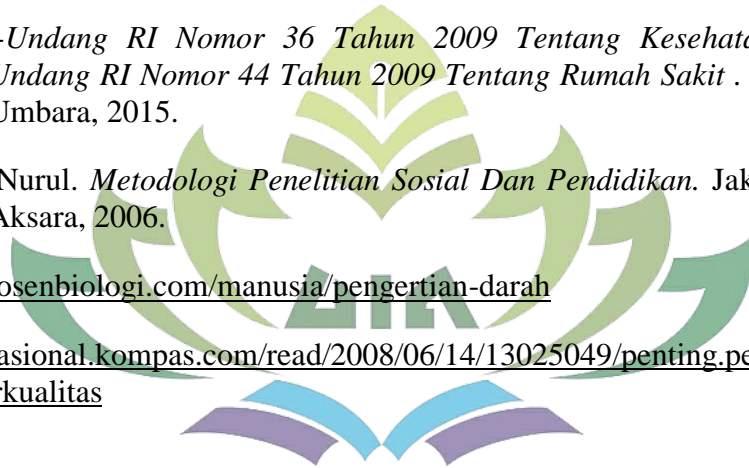 -Undang RI Nomor 36 Tahun 2009 Tentang Kesehata
Undang RI Nomor 44 Tahun 2009 Tentang Rumah Sakit .
Umbara, 2015.
Nurul. Metodologi Penelitian Sosial Dan Pendidikan. Jak
Aksara, 2006.
osenbiologi.com/manusia/pengertian-darah
UIN
asional.kompas.com/read/2008/06/14/13025049/penting.pe
rkualitas